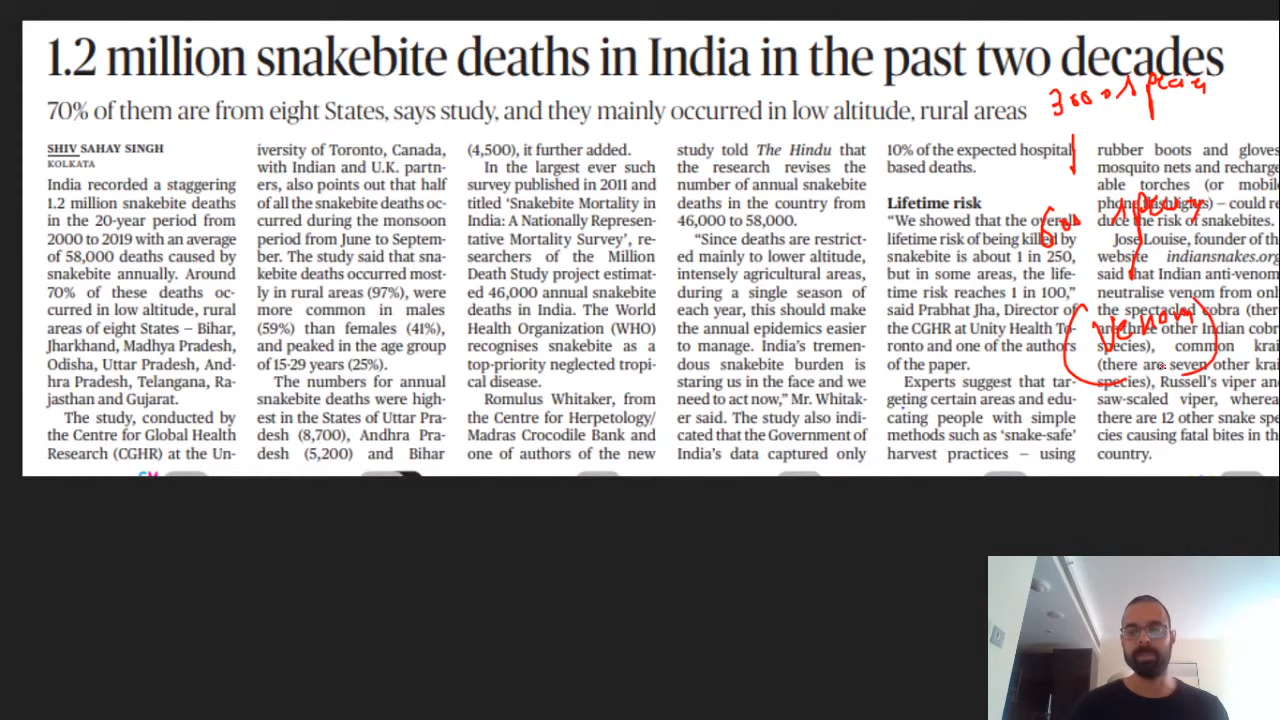 1.2 million snakebite deaths in India in the past two decades
70% of them are from eight States, says study, and they mainly occurred in low altitude, rural areas
SHIV SAHAY SINGH
KOLKATA
India recorded a staggering
1.2 million snakebite deaths
in the 20-year period from
2000 to 2019 with an average
of 58,000 deaths caused by
snakebite annually. Around
70% of these deaths oc-
curred in low altitude, rural
areas of eight States – Bihar,
Jharkhand, Madhya Pradesh,
Odisha, Uttar Pradesh, And-
hra Pradesh, Telangana, Ra-
jasthan and Gujarat.
The study, conducted by
the Centre for Global Health
Research (CGHR) at the Un-
iversity of Toronto, Canada,
with Indian and U.K. partn-
ers, also points out that half
of all the snakebite deaths oc-
curred during the monsoon
period from June to Septem-
ber. The study said that sna-
kebite deaths occurred most-
ly in rural areas (97%), were
more common in males
(59%) than females (41%),
and peaked in the age group
of 15-29 years (25%).
The numbers for annual
snakebite deaths were high-
est in the States of Uttar Pra-
desh (8,700), Andhra Pra-
desh (5,200) and Bihar
(4,500), it further added.
In the largest ever such
survey published in 2011 and
titled ‘Snakebite Mortality in
India: A Nationally Represen-
tative Mortality Survey’, re-
searchers of the Million
Death Study project estimat-
ed 46,000 annual snakebite
deaths in India. The World
Health Organization (WHO)
recognises snakebite as a
top-priority neglected tropi-
cal disease.
Romulus Whitaker, from
the Centre for Herpetology/
Madras Crocodile Bank and
one of authors of the new
study told The Hindu that
the research revises the
number of annual snakebite
deaths in the country from
46,000 to 58,000.
“Since deaths are restrict-
ed mainly to lower altitude,
intensely agricultural areas,
during a single season of
each year, this should make
the annual epidemics easier
to manage. India’s tremen-
dous snakebite burden is
staring us in the face and we
need to act now,” Mr. Whitak-
er said. The study also indi-
cated that the Government of
India’s data captured only
10% of the expected hospital-
based deaths.
Lifetime risk
“We showed that the overall
lifetime risk of being killed by
snakebite is about 1 in 250,
but in some areas, the life-
time risk reaches 1 in 100,”
said Prabhat Jha, Director of
the CGHR at Unity Health To-
ronto and one of the authors
of the paper.
Experts suggest that tar-
geting certain areas and edu-
cating people with simple
methods such as ‘snake-safe’
harvest practices – using
rubber boots and gloves
mosquito nets and recharge
able torches (or mobil
phone flashlights) – could re
duce the risk of snakebites.
Jose Louise, founder of th
website indiansnakes.org
said that Indian anti-venom
neutralise venom from onl
the spectacled cobra (ther
are three other Indian cobr
species), common krai
(there are seven other krai
species), Russell’s viper an
saw-scaled viper, wherea
there are 12 other snake spe
cies causing fatal bites in th
country.
3000 species
600 species
Venom